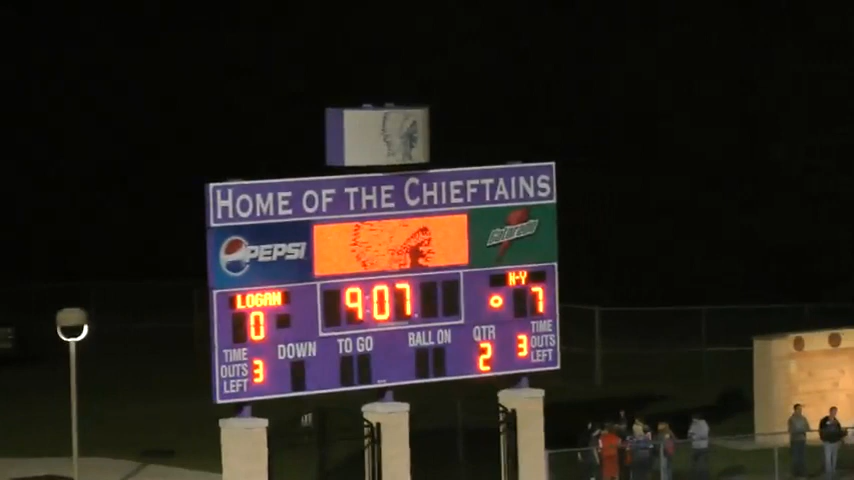 HOME OF THE CHIEFTAINS
PEPSI
Gatorade
LOGAN
N-Y
0
9:07
7
TIME OUTS LEFT
3
DOWN
TO GO
BALL ON
QTR
2
3
TIME OUTS LEFT